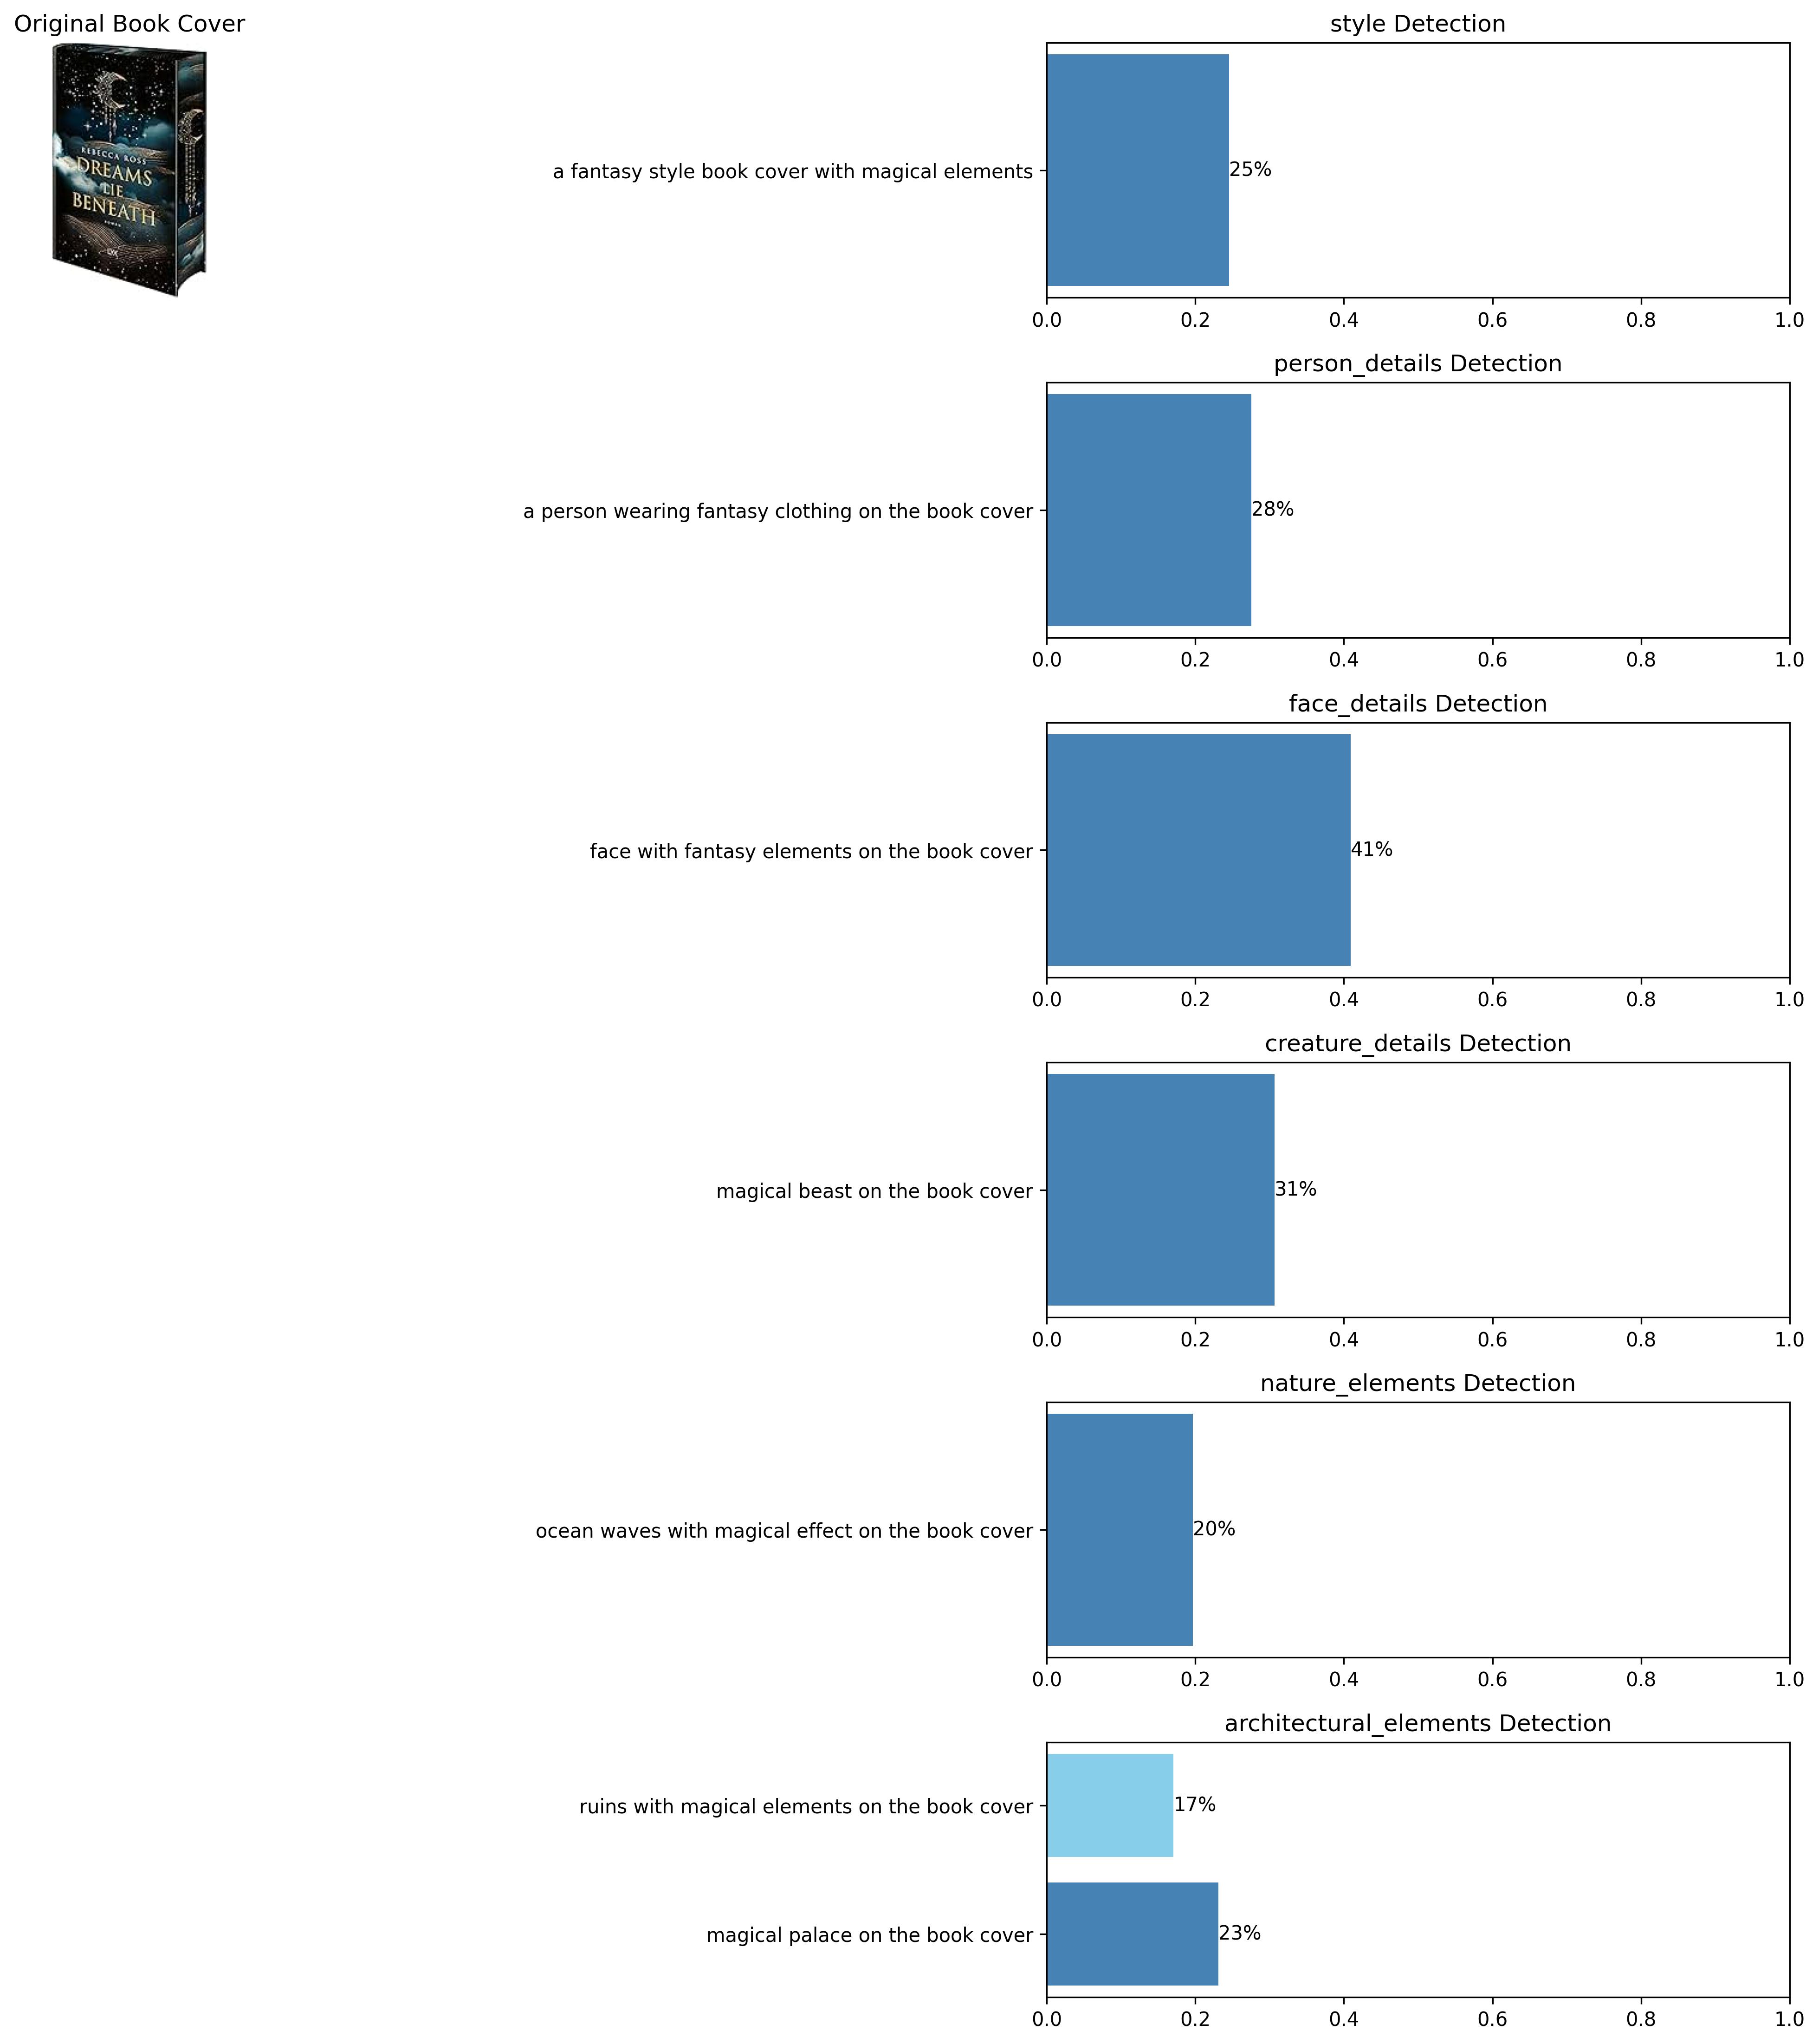 Original Book Cover
REBECCA ROSS
DREAMS
LIE
BENEATH
ROMAN
LYX
style Detection
a fantasy style book cover with magical elements
25%
0.0 0.2 0.4 0.6 0.8 1.0
person_details Detection
a person wearing fantasy clothing on the book cover
28%
0.0 0.2 0.4 0.6 0.8 1.0
face_details Detection
face with fantasy elements on the book cover
41%
0.0 0.2 0.4 0.6 0.8 1.0
creature_details Detection
magical beast on the book cover
31%
0.0 0.2 0.4 0.6 0.8 1.0
nature_elements Detection
ocean waves with magical effect on the book cover
20%
0.0 0.2 0.4 0.6 0.8 1.0
architectural_elements Detection
ruins with magical elements on the book cover
17%
magical palace on the book cover
23%
0.0 0.2 0.4 0.6 0.8 1.0